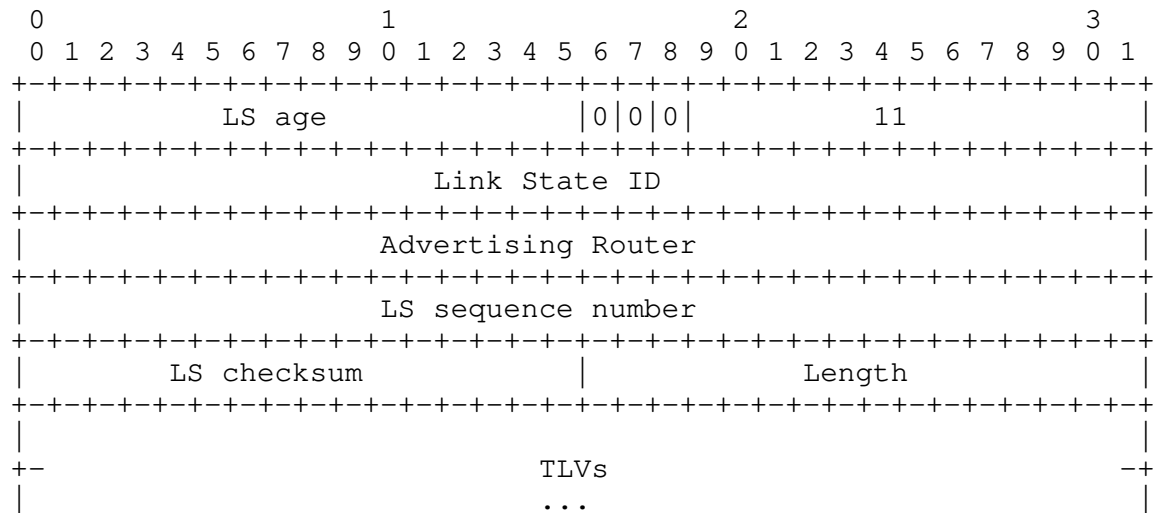 0                   1                   2                   3
0 1 2 3 4 5 6 7 8 9 0 1 2 3 4 5 6 7 8 9 0 1 2 3 4 5 6 7 8 9 0 1
+-+-+-+-+-+-+-+-+-+-+-+-+-+-+-+-+-+-+-+-+-+-+-+-+-+-+-+-+-+-+-+-+
|           LS age              |0|0|0|          11             |
+-+-+-+-+-+-+-+-+-+-+-+-+-+-+-+-+-+-+-+-+-+-+-+-+-+-+-+-+-+-+-+-+
|                       Link State ID                           |
+-+-+-+-+-+-+-+-+-+-+-+-+-+-+-+-+-+-+-+-+-+-+-+-+-+-+-+-+-+-+-+-+
|                    Advertising Router                         |
+-+-+-+-+-+-+-+-+-+-+-+-+-+-+-+-+-+-+-+-+-+-+-+-+-+-+-+-+-+-+-+-+
|                    LS sequence number                         |
+-+-+-+-+-+-+-+-+-+-+-+-+-+-+-+-+-+-+-+-+-+-+-+-+-+-+-+-+-+-+-+-+
|        LS checksum            |            Length             |
+-+-+-+-+-+-+-+-+-+-+-+-+-+-+-+-+-+-+-+-+-+-+-+-+-+-+-+-+-+-+-+-+
|                                                               |
+-                            TLVs                             -+
|                             ...                               |